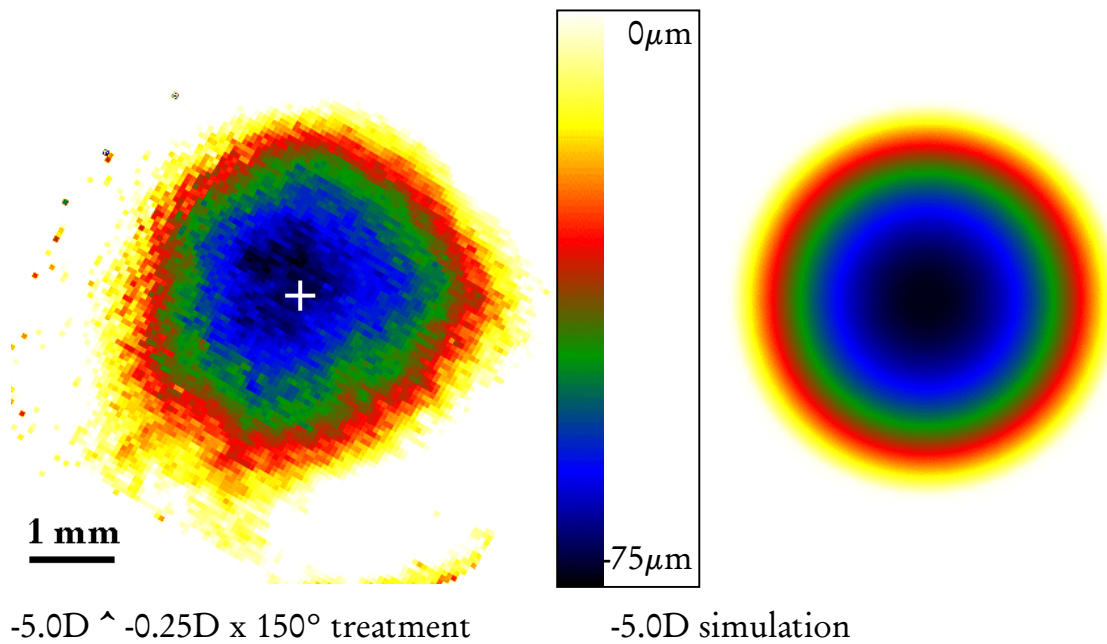 0μm
1 mm
-75μm
-5.0D ^ -0.25D x 150° treatment
-5.0D simulation